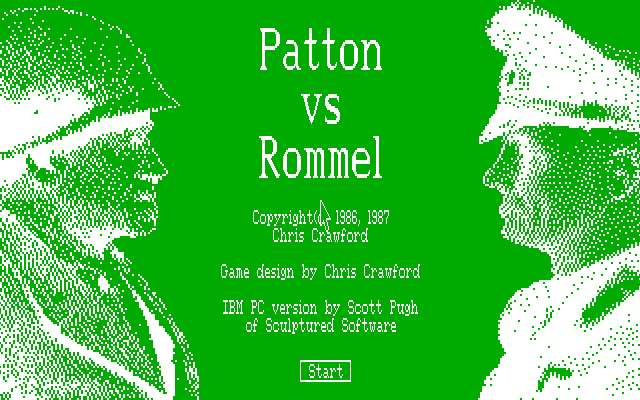 Patton
vs
Rommel
Copyright© 1986, 1987
Chris Crawford
Game design by Chris Crawford
IBM PC version by Scott Pugh
of Sculptured Software
Start